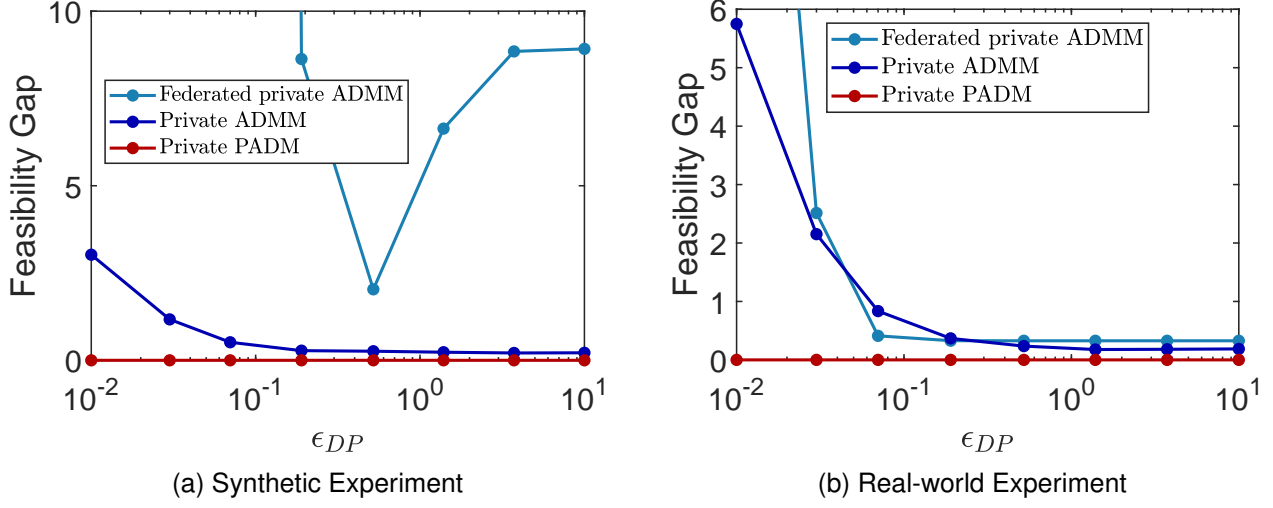 Feasibility Gap
10
5
0
Federated private ADMM
Private ADMM
Private PADM
10^-2
10^-1
10^0
10^1
ϵ_DP
(a) Synthetic Experiment
Feasibility Gap
6
5
4
3
2
1
0
Federated private ADMM
Private ADMM
Private PADM
10^-2
10^-1
10^0
10^1
ϵ_DP
(b) Real-world Experiment